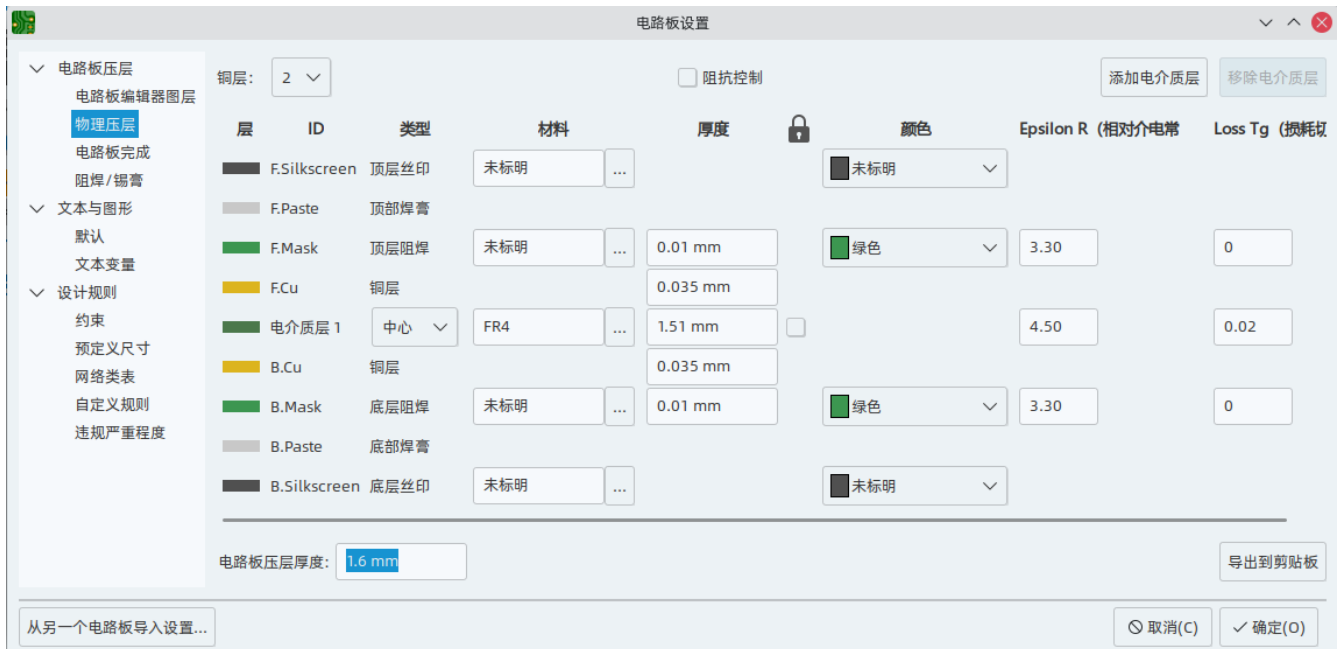 电路板设置
电路板压层
电路板编辑器图层
物理压层
电路板完成
阻焊/锡膏
文本与图形
默认
文本变量
设计规则
约束
预定义尺寸
网络类表
自定义规则
违规严重程度
铜层: 2 阻抗控制 添加电介质层 移除电介质层
层 ID 类型 材料 厚度 颜色 Epsilon R（相对介电常 Loss Tg（损耗切
F.Silkscreen 顶层丝印 未标明 ... 未标明
F.Paste 顶部焊膏
F.Mask 顶层阻焊 未标明 ... 0.01 mm 绿色 3.30 0
F.Cu 铜层 0.035 mm
电介质层 1 中心 FR4 ... 1.51 mm 4.50 0.02
B.Cu 铜层 0.035 mm
B.Mask 底层阻焊 未标明 ... 0.01 mm 绿色 3.30 0
B.Paste 底部焊膏
B.Silkscreen 底层丝印 未标明 ... 未标明
电路板压层厚度: 1.6 mm 导出到剪贴板
从另一个电路板导入设置... 取消(C) 确定(O)